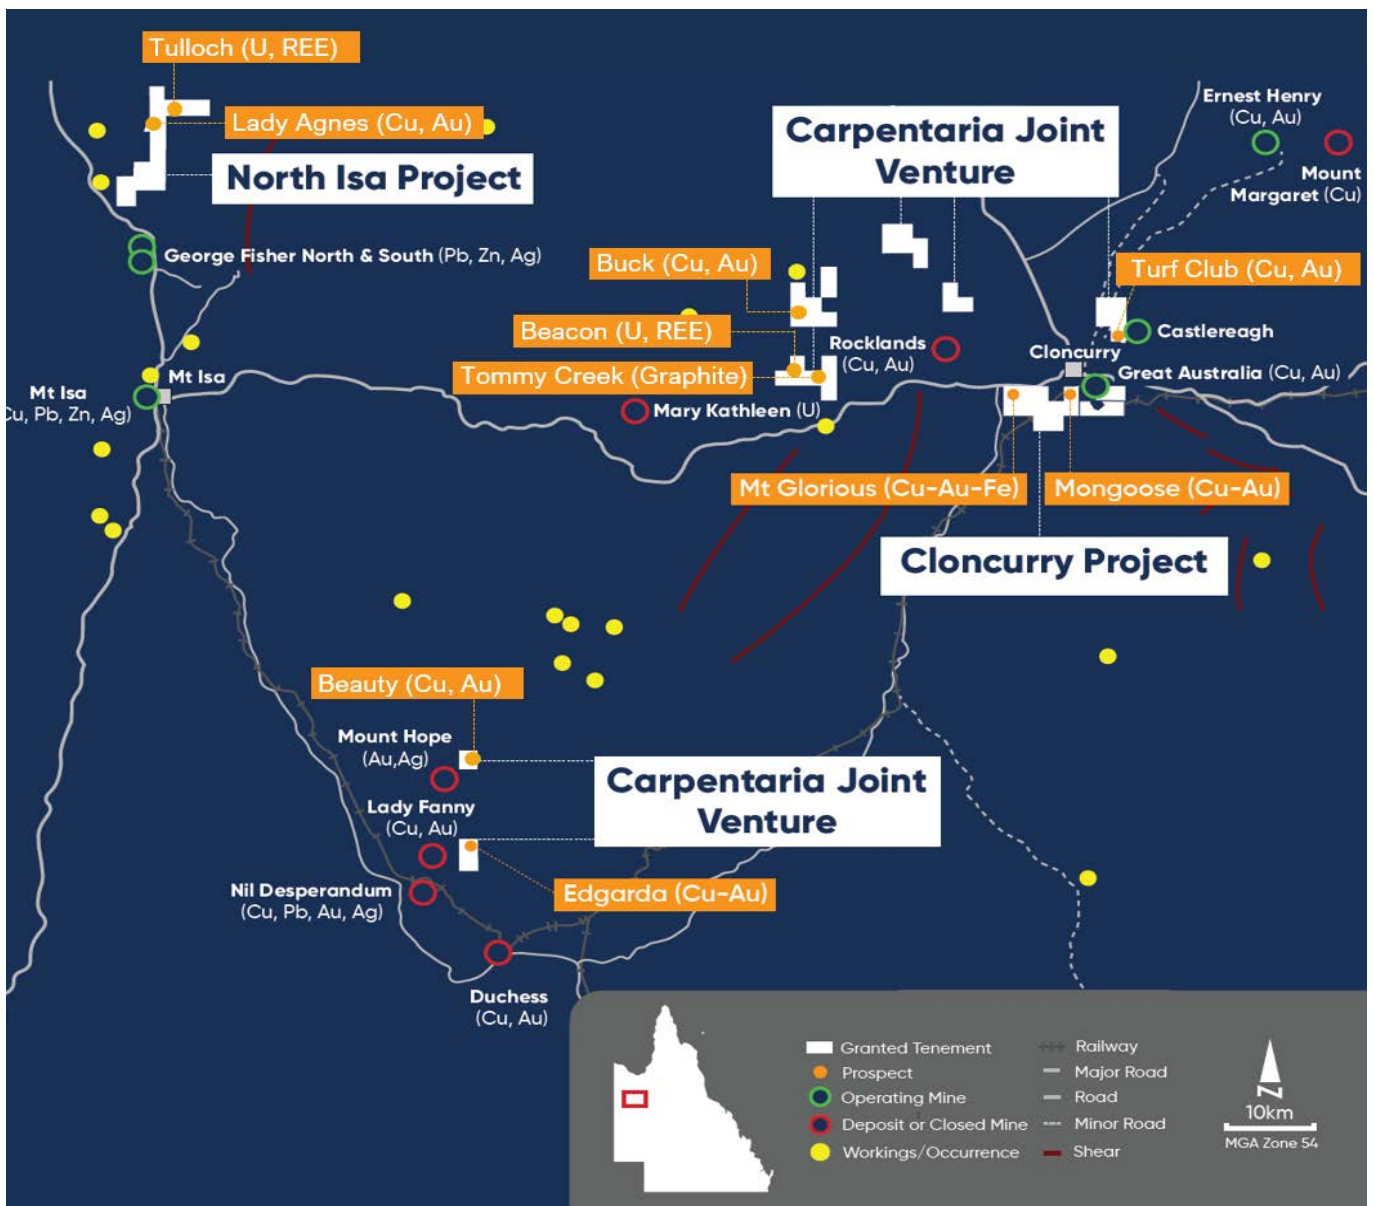 Tulloch (U, REE)
Lady Agnes (Cu, Au)
North Isa Project
George Fisher North & South (Pb, Zn, Ag)
Carpentaria Joint
Venture
Ernest Henry
(Cu, Au)
Mount
Margaret (Cu)
Buck (Cu, Au)
Turf Club (Cu, Au)
Beacon (U, REE)
Rocklands
(Cu, Au)
Castlereagh
Cloncurry
Tommy Creek (Graphite)
Great Australia (Cu, Au)
Mt Isa
Mt Isa
Cu, Pb, Zn, Ag)
Mary Kathleen (U)
Mt Glorious (Cu-Au-Fe)
Mongoose (Cu-Au)
Cloncurry Project
Beauty (Cu, Au)
Mount Hope
(Au,Ag)
Carpentaria Joint
Venture
Lady Fanny
(Cu, Au)
Nil Desperandum
(Cu, Pb, Au, Ag)
Edgarda (Cu-Au)
Duchess
(Cu, Au)
Granted Tenement
Prospect
Operating Mine
Deposit or Closed Mine
Workings/Occurrence
Railway
Major Road
Road
Minor Road
Shear
N
10km
MGA Zone 54